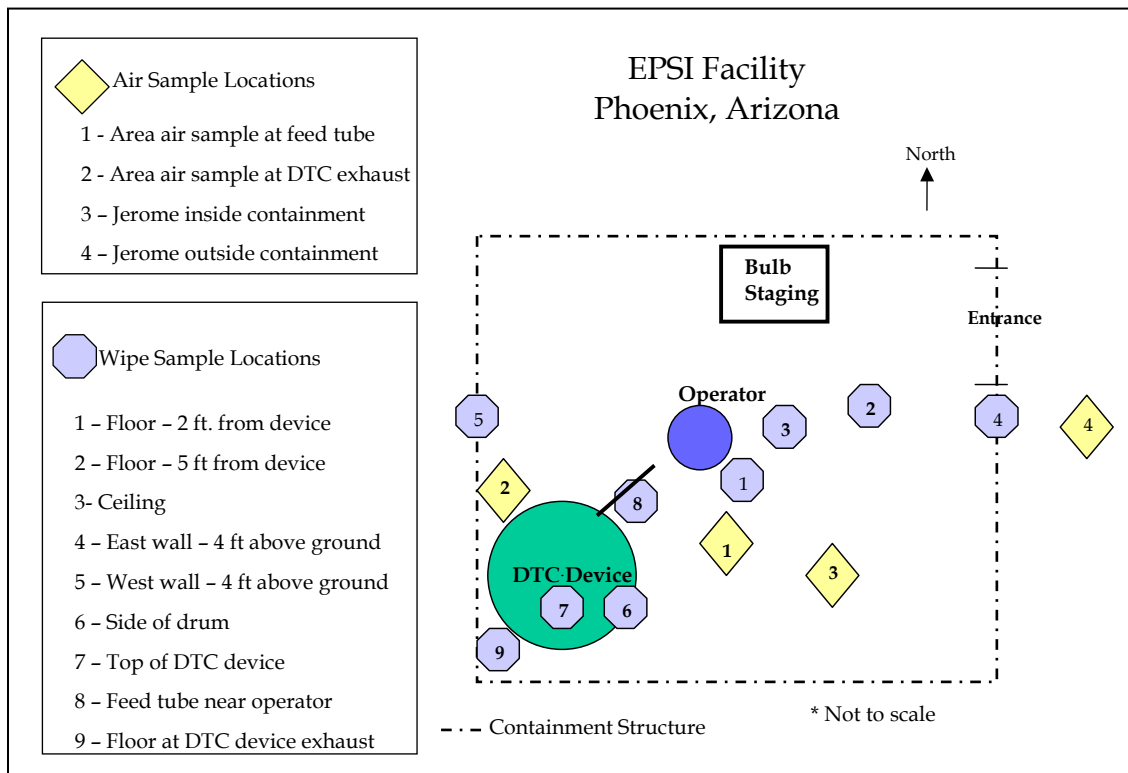 EPSI Facility
Phoenix, Arizona
Air Sample Locations
1 - Area air sample at feed tube
2 - Area air sample at DTC exhaust
3 – Jerome inside containment
4 – Jerome outside containment
Wipe Sample Locations
1 – Floor – 2 ft. from device
2 – Floor – 5 ft from device
3- Ceiling
4 – East wall – 4 ft above ground
5 – West wall – 4 ft above ground
6 – Side of drum
7 – Top of DTC device
8 – Feed tube near operator
9 – Floor at DTC device exhaust
North
Bulb
Staging
Entrance
Operator
5
3
2
4
4
2
8
1
1
3
DTC Device
7
6
9
Containment Structure
* Not to scale